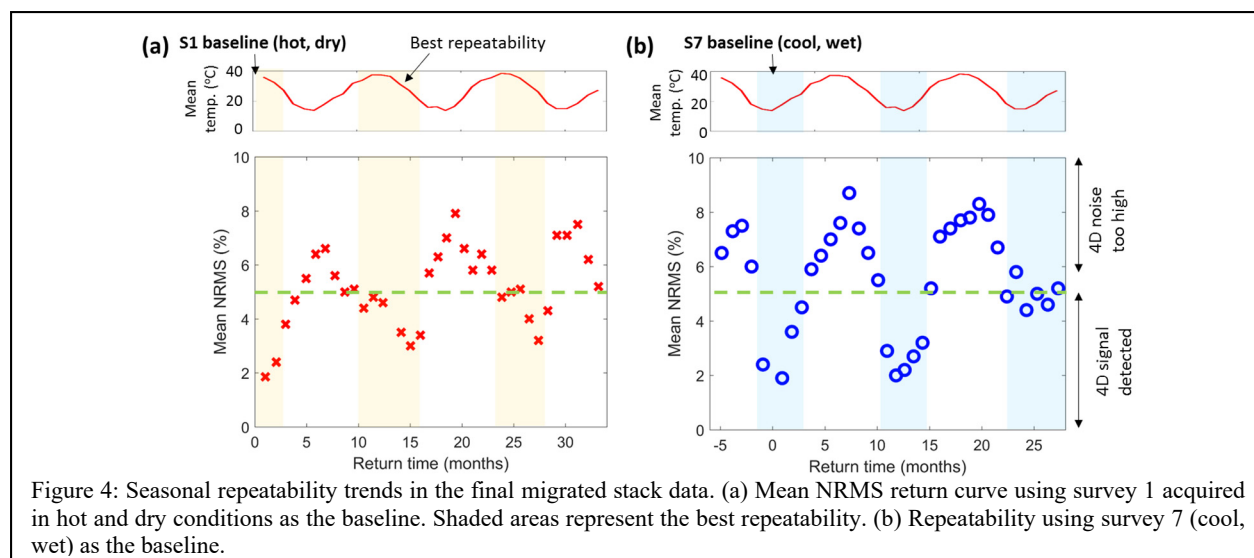 (a)
S1 baseline (hot, dry)
Best repeatability
Mean
temp. (°C)
40
20
0
Mean NRMS (%)
10
8
6
4
2
0
0 5 10 15 20 25 30
Return time (months)
(b)
S7 baseline (cool, wet)
Mean
temp. (°C)
40
20
0
Mean NRMS (%)
10
8
6
4
2
0
-5 0 5 10 15 20 25
Return time (months)
4D noise
too high
4D signal
detected
Figure 4: Seasonal repeatability trends in the final migrated stack data. (a) Mean NRMS return curve using survey 1 acquired
in hot and dry conditions as the baseline. Shaded areas represent the best repeatability. (b) Repeatability using survey 7 (cool,
wet) as the baseline.